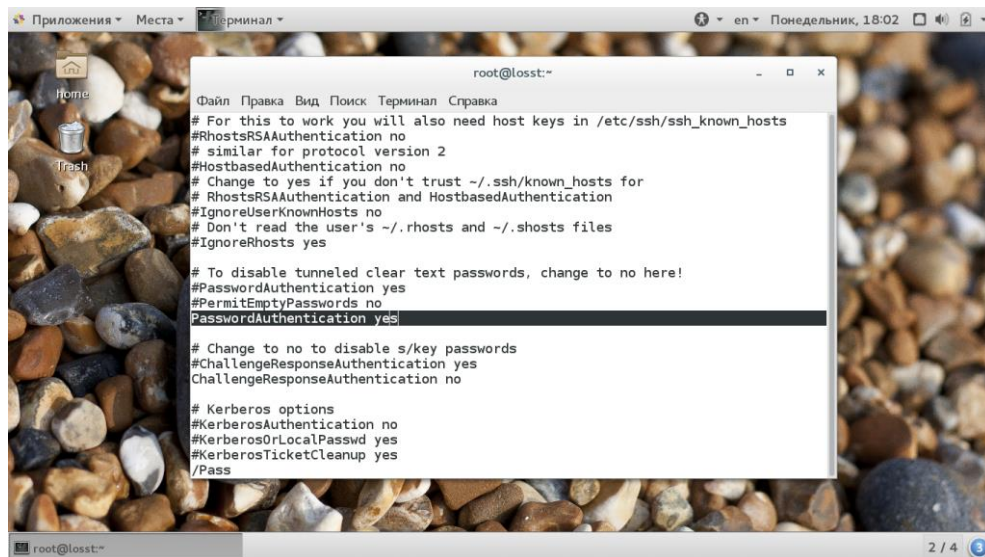 Приложения Места Терминал en Понедельник, 18:02
Home
Trash
root@losst:~
Файл Правка Вид Поиск Терминал Справка
# For this to work you will also need host keys in /etc/ssh/ssh_known_hosts
#RhostsRSAAuthentication no
# similar for protocol version 2
#HostbasedAuthentication no
# Change to yes if you don't trust ~/.ssh/known_hosts for
# RhostsRSAAuthentication and HostbasedAuthentication
#IgnoreUserKnownHosts no
# Don't read the user's ~/.rhosts and ~/.shosts files
#IgnoreRhosts yes
# To disable tunneled clear text passwords, change to no here!
#PasswordAuthentication yes
#PermitEmptyPasswords no
PasswordAuthentication yes
# Change to no to disable s/key passwords
#ChallengeResponseAuthentication yes
ChallengeResponseAuthentication no
# Kerberos options
#KerberosAuthentication no
#KerberosOrLocalPasswd yes
#KerberosTicketCleanup yes
/Pass
root@losst:~ 2 / 4 3